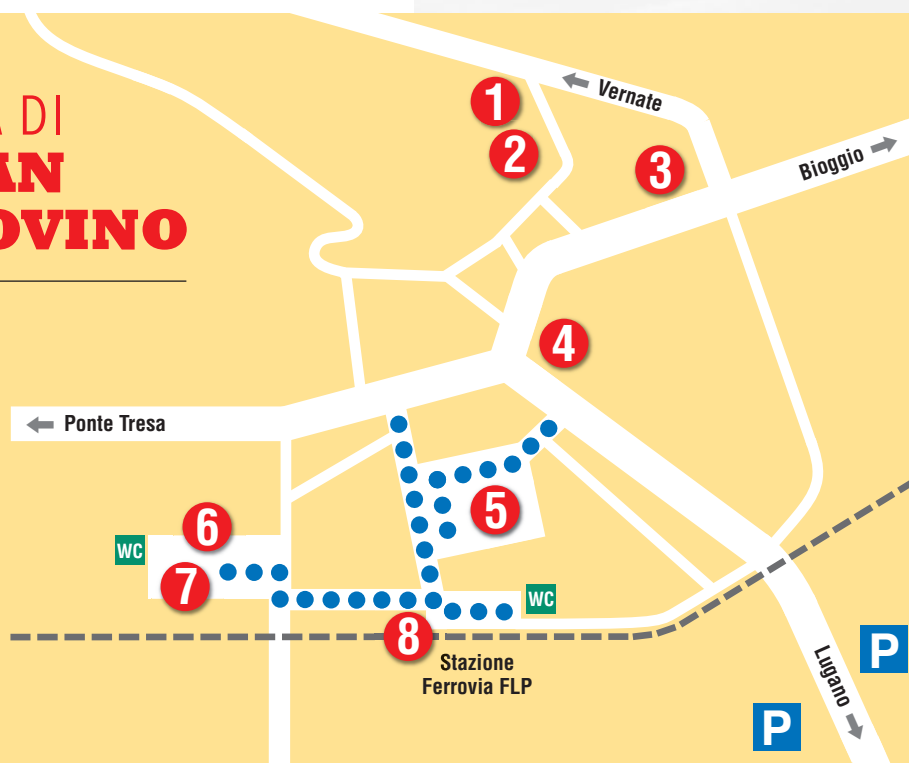 DI
OVINO
1
Vernate
2
3
Bioggio
4
Ponte Tresa
5
6
WC
7
WC
8
Stazione
Ferrovia FLP
Lugano
P
P